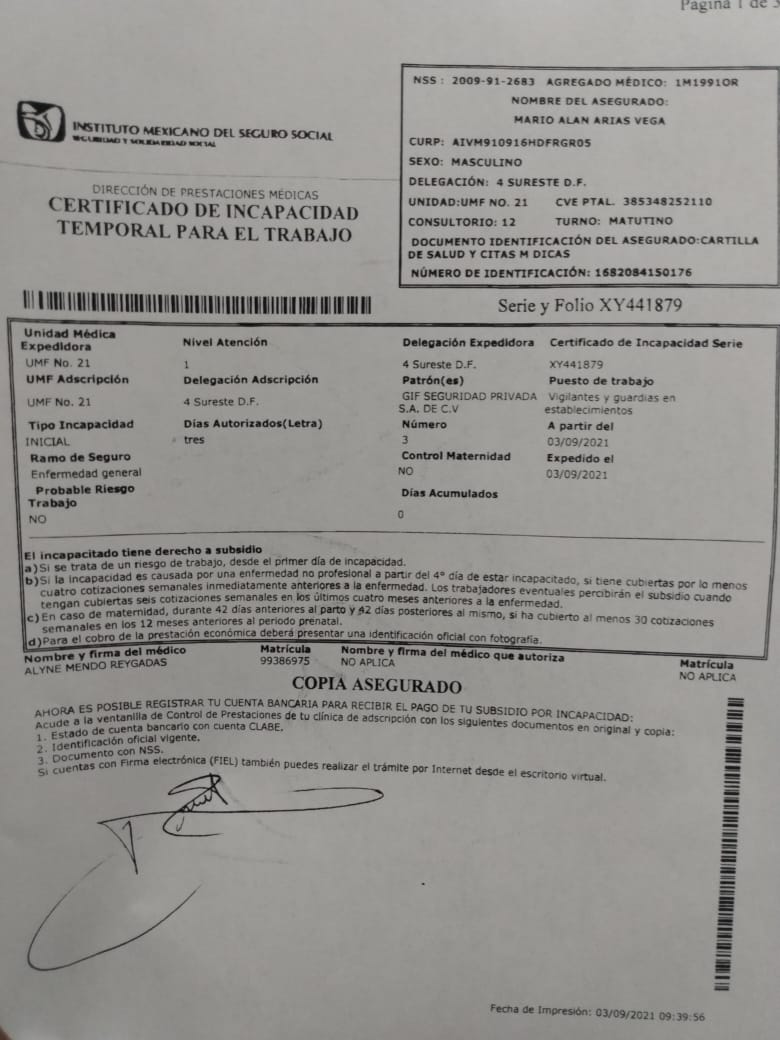 Página 1 de 3
NSS : 2009-91-2683 AGREGADO MÉDICO: 1M1991OR
NOMBRE DEL ASEGURADO:
MARIO ALAN ARIAS VEGA
CURP: AIVM910916HDFRGR05
SEXO: MASCULINO
DELEGACIÓN: 4 SURESTE D.F.
UNIDAD:UMF NO. 21 CVE PTAL. 385348252110
CONSULTORIO: 12 TURNO: MATUTINO
DOCUMENTO IDENTIFICACIÓN DEL ASEGURADO:CARTILLA
DE SALUD Y CITAS M DICAS
NÚMERO DE IDENTIFICACIÓN: 1682084150176
INSTITUTO MEXICANO DEL SEGURO SOCIAL
SEGURIDAD Y SOLIDARIDAD SOCIAL
DIRECCIÓN DE PRESTACIONES MÉDICAS
CERTIFICADO DE INCAPACIDAD
TEMPORAL PARA EL TRABAJO
Serie y Folio XY441879
Unidad Médica
Expedidora Nivel Atención Delegación Expedidora Certificado de Incapacidad Serie
UMF No. 21 1 4 Sureste D.F. XY441879
UMF Adscripción Delegación Adscripción Patrón(es) Puesto de trabajo
UMF No. 21 4 Sureste D.F. GIF SEGURIDAD PRIVADA Vigilantes y guardias en
S.A. DE C.V establecimientos
Tipo Incapacidad Días Autorizados(Letra) Número A partir del
INICIAL tres 3 03/09/2021
Ramo de Seguro Control Maternidad Expedido el
Enfermedad general NO 03/09/2021
Probable Riesgo
Trabajo Días Acumulados
NO 0
El incapacitado tiene derecho a subsidio
a)Si se trata de un riesgo de trabajo, desde el primer día de incapacidad.
b)Si la incapacidad es causada por una enfermedad no profesional a partir del 4° día de estar incapacitado, si tiene cubiertas por lo menos
cuatro cotizaciones semanales inmediatamente anteriores a la enfermedad. Los trabajadores eventuales percibirán el subsidio cuando
tengan cubiertas seis cotizaciones semanales en los últimos cuatro meses anteriores a la enfermedad.
c)En caso de maternidad, durante 42 días anteriores al parto y 42 días posteriores al mismo, si ha cubierto al menos 30 cotizaciones
semanales en los 12 meses anteriores al periodo prenatal.
d)Para el cobro de la prestación económica deberá presentar una identificación oficial con fotografía.
Nombre y firma del médico Matrícula Nombre y firma del médico que autoriza Matrícula
ALYNE MENDO REYGADAS 99386975 NO APLICA NO APLICA
COPIA ASEGURADO
AHORA ES POSIBLE REGISTRAR TU CUENTA BANCARIA PARA RECIBIR EL PAGO DE TU SUBSIDIO POR INCAPACIDAD:
Acude a la ventanilla de Control de Prestaciones de tu clínica de adscripción con los siguientes documentos en original y copia:
1. Estado de cuenta bancario con cuenta CLABE.
2. Identificación oficial vigente.
3. Documento con NSS.
Si cuentas con Firma electrónica (FIEL) también puedes realizar el trámite por Internet desde el escritorio virtual.
Fecha de Impresión: 03/09/2021 09:39:56